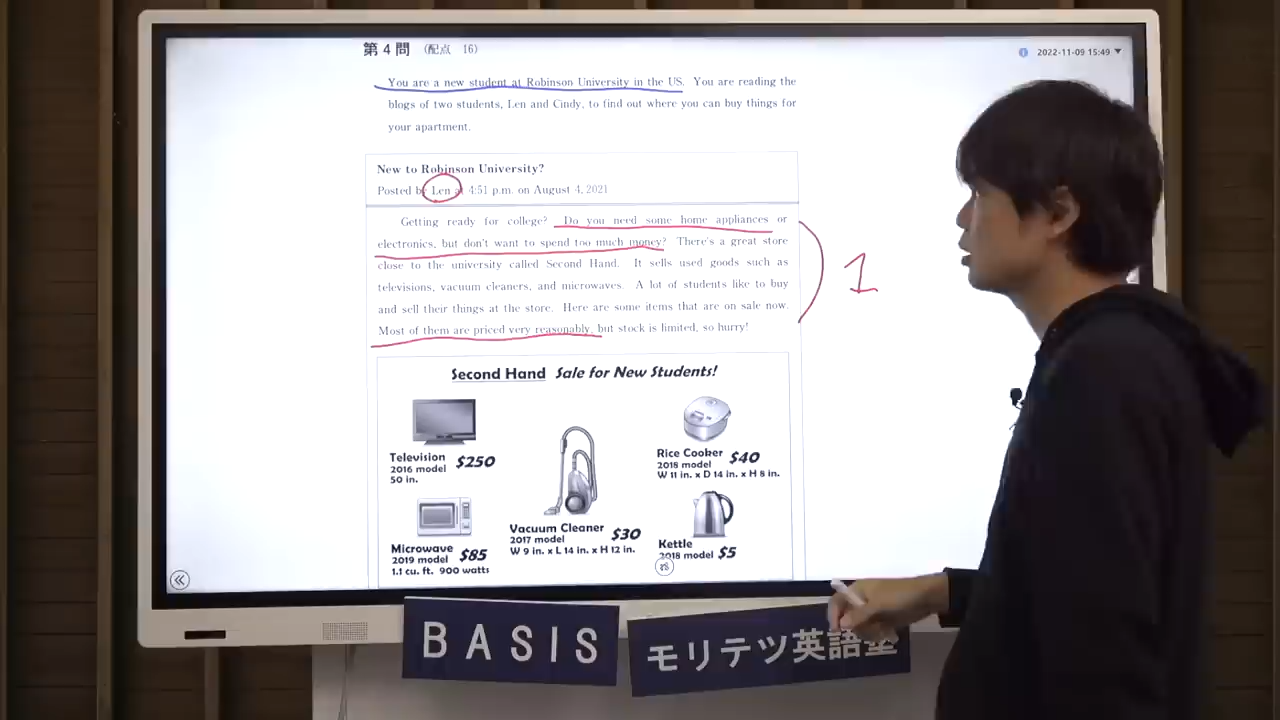 第4問 (配点 16)
2022-11-09 15:49
You are a new student at Robinson University in the US. You are reading the
blogs of two students, Len and Cindy, to find out where you can buy things for
your apartment.
New to Robinson University?
Posted by Len at 4:51 p.m. on August 4, 2021
Getting ready for college? Do you need some home appliances or
electronics, but don't want to spend too much money? There's a great store
close to the university called Second Hand. It sells used goods such as
televisions, vacuum cleaners, and microwaves. A lot of students like to buy
and sell their things at the store. Here are some items that are on sale now.
Most of them are priced very reasonably, but stock is limited, so hurry!
1
Second Hand Sale for New Students!
Television
2016 model $250
50 in.
Rice Cooker
2018 model $40
W 11 in. x D 14 in. x H 8 in.
Vacuum Cleaner
2017 model $30
W 9 in. x L 14 in. x H 12 in.
Microwave
2019 model $85
1.1 cu. ft. 900 watts
Kettle
2018 model $5
BASIS
モリテツ英語塾